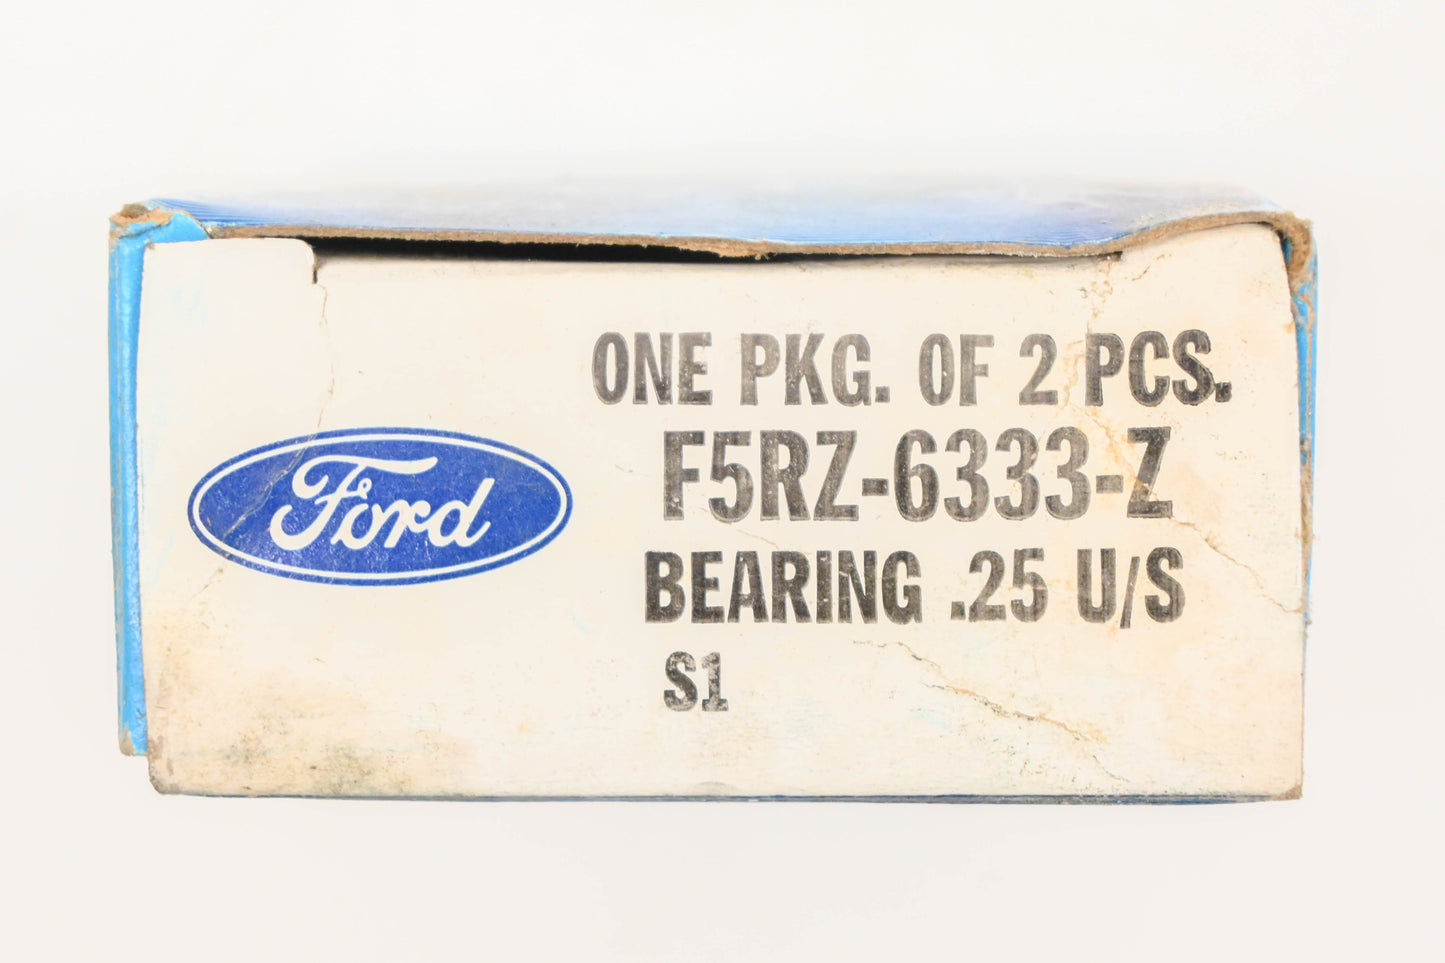 ONE PKG. OF 2 PCS.
Ford
F5RZ-6333-Z
BEARING .25 U/S
S1